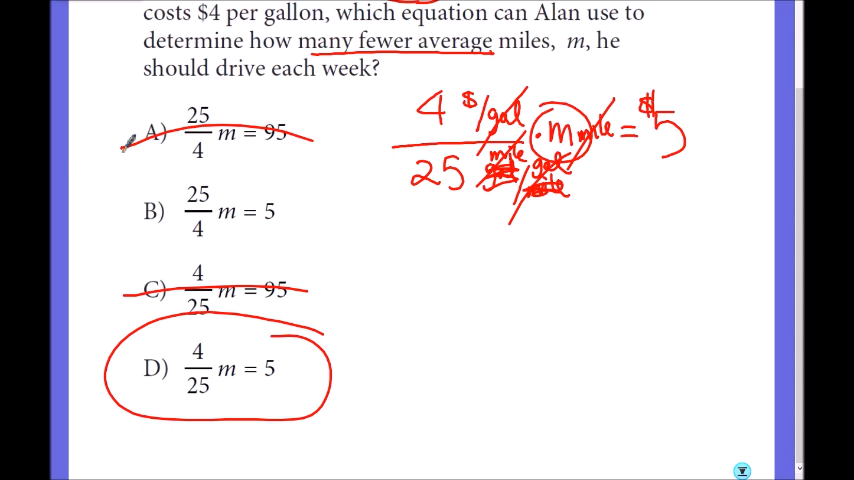 costs $4 per gallon, which equation can Alan use to
determine how many fewer average miles, m, he
should drive each week?
A) 25/4 m = 95
B) 25/4 m = 5
C) 4/25 m = 95
D) 4/25 m = 5
4 $/gal · m mile = $5
25 mile/gal